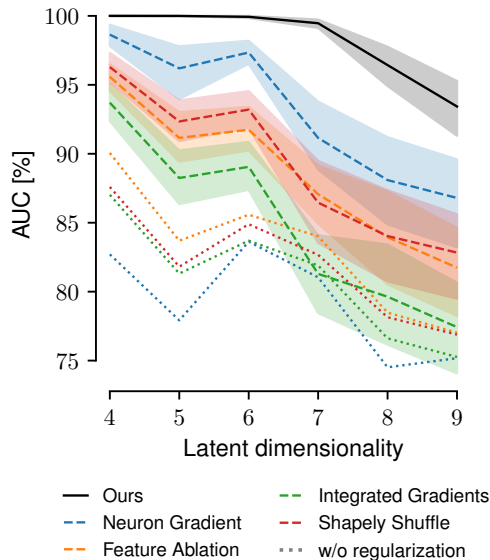 100
95
90
85
80
75
AUC [%]
4 5 6 7 8 9
Latent dimensionality
Ours
Neuron Gradient
Feature Ablation
Integrated Gradients
Shapely Shuffle
w/o regularization